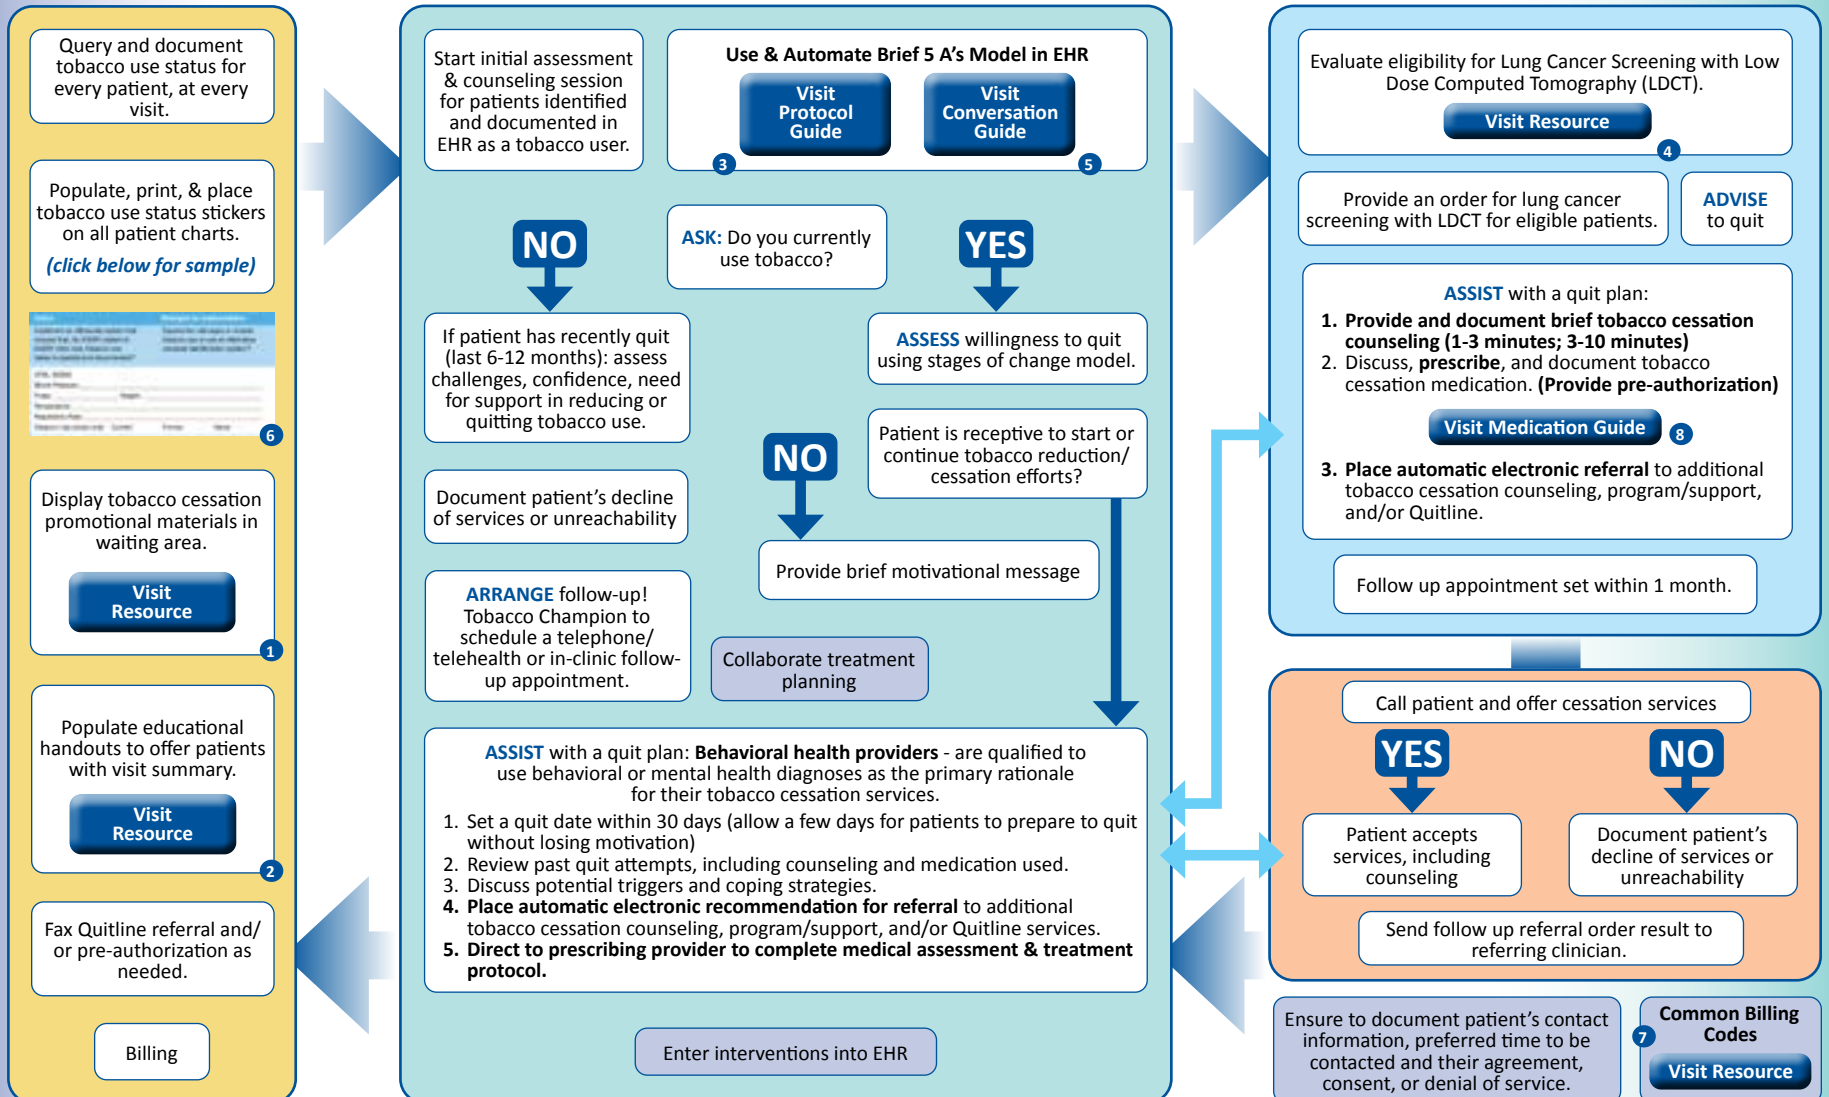 Query and document
tobacco use status for
every patient, at every
visit.
Populate, print, & place
tobacco use status stickers
on all patient charts.
(click below for sample)
6
Display tobacco cessation
promotional materials in
waiting area.
Visit
Resource
1
Populate educational
handouts to offer patients
with visit summary.
Visit
Resource
2
Fax Quitline referral and/
or pre-authorization as
needed.
Billing
Start initial assessment
& counseling session
for patients identified
and documented in
EHR as a tobacco user.
Use & Automate Brief 5 A's Model in EHR
Visit
Protocol
Guide
3
Visit
Conversation
Guide
5
NO
ASK: Do you currently
use tobacco?
YES
If patient has recently quit
(last 6-12 months): assess
challenges, confidence, need
for support in reducing or
quitting tobacco use.
ASSESS willingness to quit
using stages of change model.
Document patient's decline
of services or unreachability
NO
Patient is receptive to start or
continue tobacco reduction/
cessation efforts?
Provide brief motivational message
ARRANGE follow-up!
Tobacco Champion to
schedule a telephone/
telehealth or in-clinic follow-
up appointment.
Collaborate treatment
planning
ASSIST with a quit plan: Behavioral health providers - are qualified to
use behavioral or mental health diagnoses as the primary rationale
for their tobacco cessation services.
1. Set a quit date within 30 days (allow a few days for patients to prepare to quit
without losing motivation)
2. Review past quit attempts, including counseling and medication used.
3. Discuss potential triggers and coping strategies.
4. Place automatic electronic recommendation for referral to additional
tobacco cessation counseling, program/support, and/or Quitline services.
5. Direct to prescribing provider to complete medical assessment & treatment
protocol.
Enter interventions into EHR
Evaluate eligibility for Lung Cancer Screening with Low
Dose Computed Tomography (LDCT).
Visit Resource
4
Provide an order for lung cancer
screening with LDCT for eligible patients.
ADVISE
to quit
ASSIST with a quit plan:
1. Provide and document brief tobacco cessation
counseling (1-3 minutes; 3-10 minutes)
2. Discuss, prescribe, and document tobacco
cessation medication. (Provide pre-authorization)
Visit Medication Guide
8
3. Place automatic electronic referral to additional
tobacco cessation counseling, program/support,
and/or Quitline.
Follow up appointment set within 1 month.
Call patient and offer cessation services
YES
NO
Patient accepts
services, including
counseling
Document patient's
decline of services or
unreachability
Send follow up referral order result to
referring clinician.
Ensure to document patient's contact
information, preferred time to be
contacted and their agreement,
consent, or denial of service.
Common Billing
Codes
7
Visit Resource